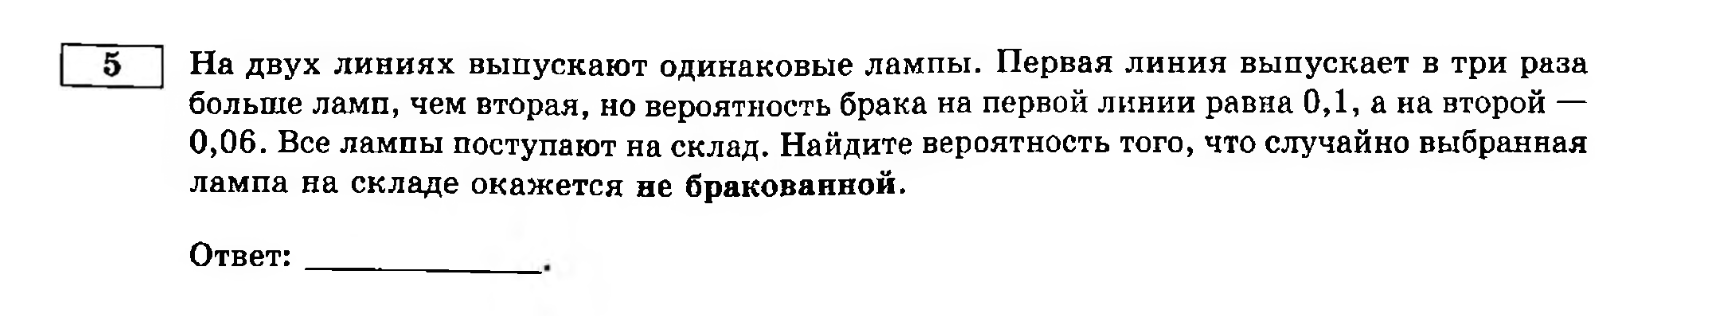 5
На двух линиях выпускают одинаковые лампы. Первая линия выпускает в три раза
больше ламп, чем вторая, но вероятность брака на первой линии равна 0,1, а на второй —
0,06. Все лампы поступают на склад. Найдите вероятность того, что случайно выбранная
лампа на складе окажется не бракованной.
Ответ: ____________.